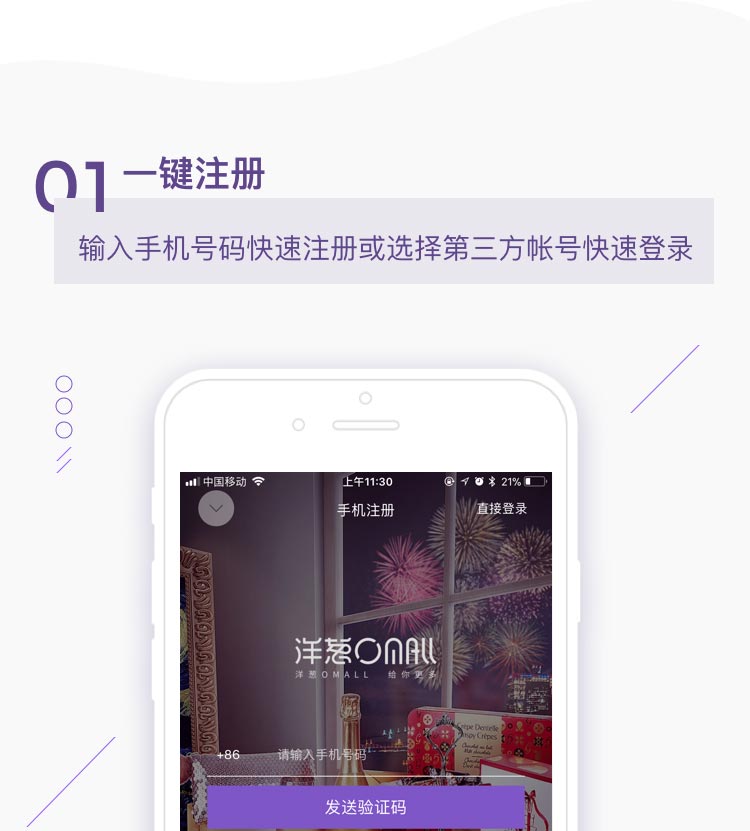 01 一键注册
输入手机号码快速注册或选择第三方帐号快速登录
中国移动 上午11:30 21%
手机注册 直接登录
洋葱OMALL
洋葱OMALL 给你更多
Crêpe Dentelle
Crispy Crêpes
+86 请输入手机号码
发送验证码